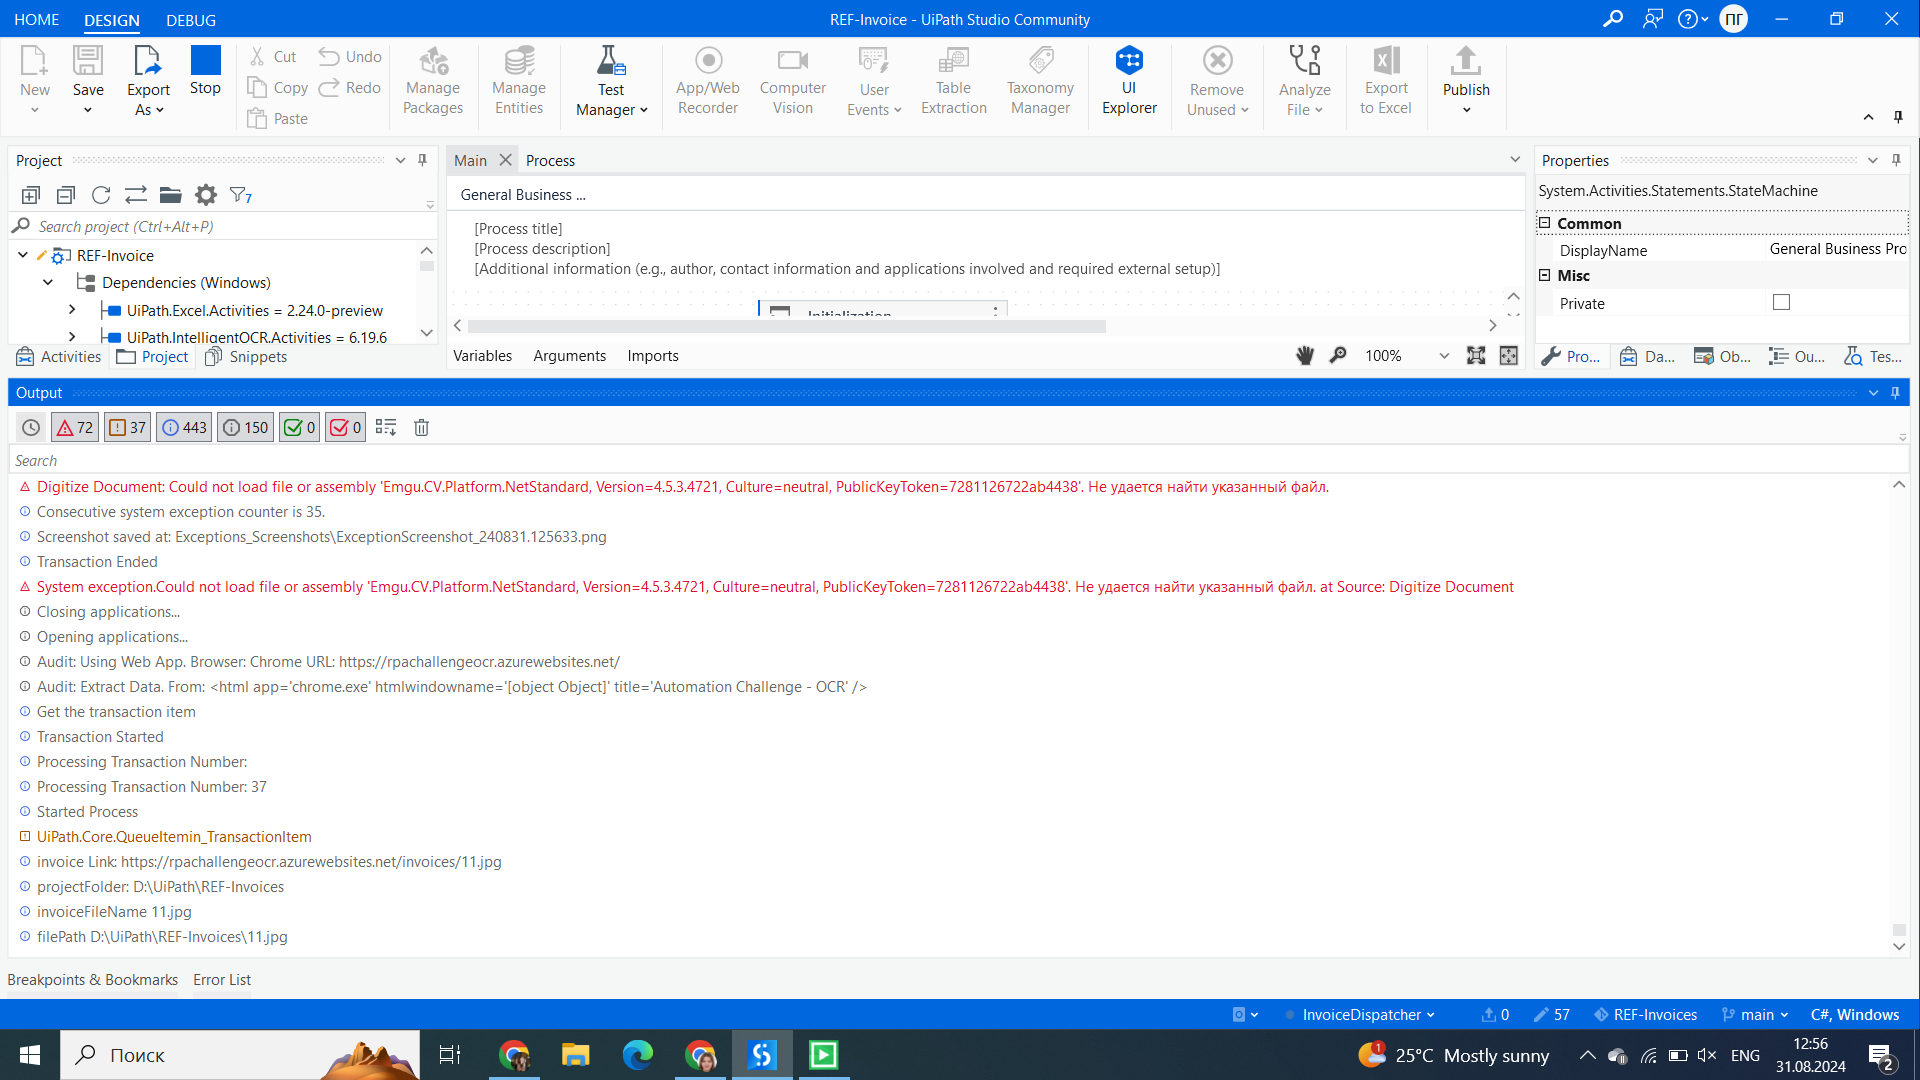 HOME DESIGN DEBUG REF-Invoice - UiPath Studio Community ПГ
New Save Export As Stop Cut Copy Paste Undo Redo Manage Packages Manage Entities Test Manager App/Web Recorder Computer Vision User Events Table Extraction Taxonomy Manager UI Explorer Remove Unused Analyze File Export to Excel Publish
Project
7
Search project (Ctrl+Alt+P)
REF-Invoice
Dependencies (Windows)
UiPath.Excel.Activities = 2.24.0-preview
UiPath.IntelligentOCR.Activities = 6.19.6
Activities Project Snippets
Main Process
General Business ...
[Process title]
[Process description]
[Additional information (e.g., author, contact information and applications involved and required external setup)]
Initialization
Variables Arguments Imports 100%
Properties
System.Activities.Statements.StateMachine
Common
DisplayName General Business Pro
Misc
Private
Pro... Da... Ob... Ou... Tes...
Output
72 37 443 150 0 0
Search
Digitize Document: Could not load file or assembly 'Emgu.CV.Platform.NetStandard, Version=4.5.3.4721, Culture=neutral, PublicKeyToken=7281126722ab4438'. Не удается найти указанный файл.
Consecutive system exception counter is 35.
Screenshot saved at: Exceptions_Screenshots\ExceptionScreenshot_240831.125633.png
Transaction Ended
System exception.Could not load file or assembly 'Emgu.CV.Platform.NetStandard, Version=4.5.3.4721, Culture=neutral, PublicKeyToken=7281126722ab4438'. Не удается найти указанный файл. at Source: Digitize Document
Closing applications...
Opening applications...
Audit: Using Web App. Browser: Chrome URL: https://rpachallengeocr.azurewebsites.net/
Audit: Extract Data. From: <html app='chrome.exe' htmlwindowname='[object Object]' title='Automation Challenge - OCR' />
Get the transaction item
Transaction Started
Processing Transaction Number:
Processing Transaction Number: 37
Started Process
UiPath.Core.QueueItemin_TransactionItem
invoice Link: https://rpachallengeocr.azurewebsites.net/invoices/11.jpg
projectFolder: D:\UiPath\REF-Invoices
invoiceFileName 11.jpg
filePath D:\UiPath\REF-Invoices\11.jpg
Breakpoints & Bookmarks Error List
InvoiceDispatcher 0 57 REF-Invoices main C#, Windows
Поиск 1 25°C Mostly sunny ENG 12:56
31.08.2024 2